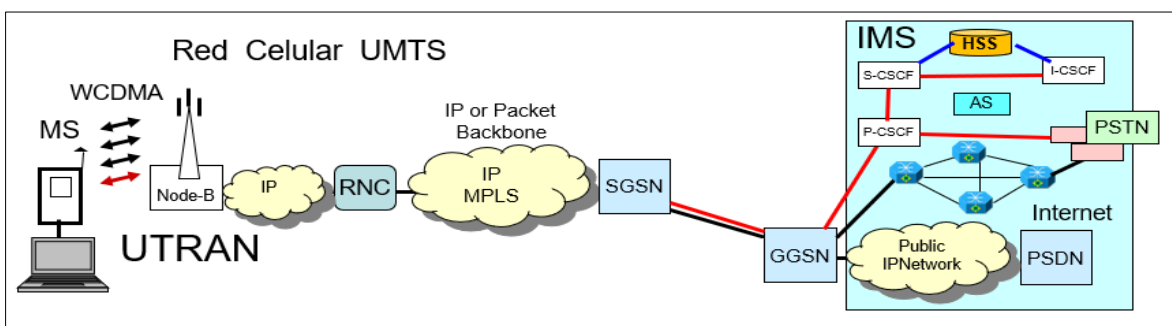 Red Celular UMTS
WCDMA
MS
Node-B
UTRAN
IP
RNC
IP or Packet
Backbone
IP
MPLS
SGSN
GGSN
IMS
HSS
S-CSCF
I-CSCF
AS
P-CSCF
PSTN
Internet
Public
IPNetwork
PSDN